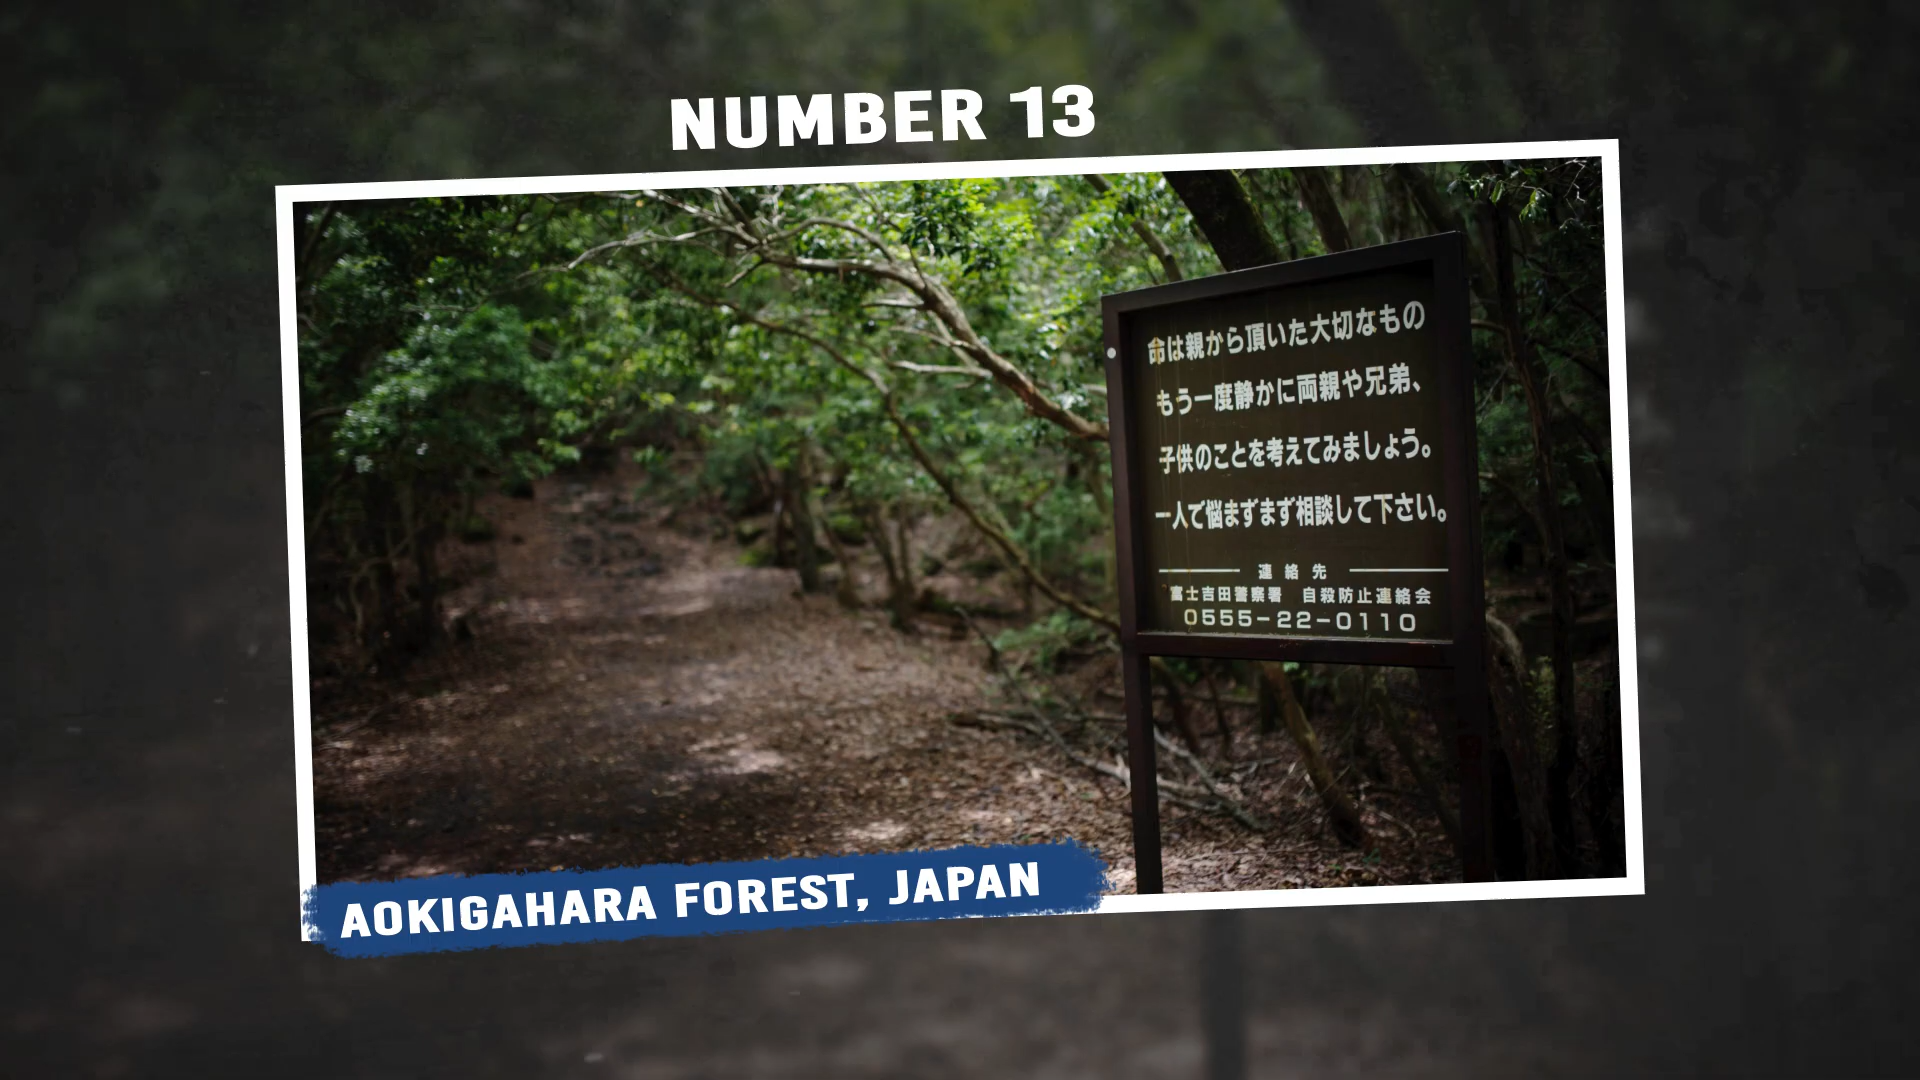 NUMBER 13
命は親から頂いた大切なもの
もう一度静かに両親や兄弟、
子供のことを考えてみましょう。
一人で悩まずまず相談して下さい。
連絡先
富士吉田警察署 自殺防止連絡会
0555-22-0110
AOKIGAHARA FOREST, JAPAN